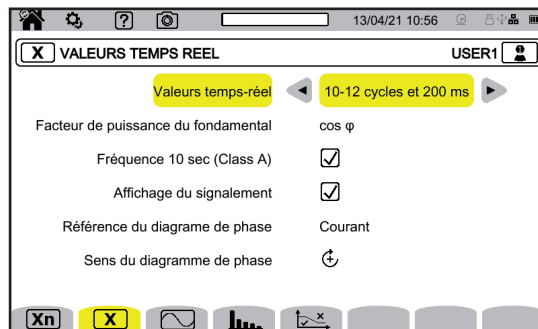 ? 13/04/21 10:56
X VALEURS TEMPS REEL USER1
Valeurs temps-réel 10-12 cycles et 200 ms
Facteur de puissance du fondamental cos φ
Fréquence 10 sec (Class A)
Affichage du signalement
Référence du diagrame de phase Courant
Sens du diagramme de phase +
Xn X x